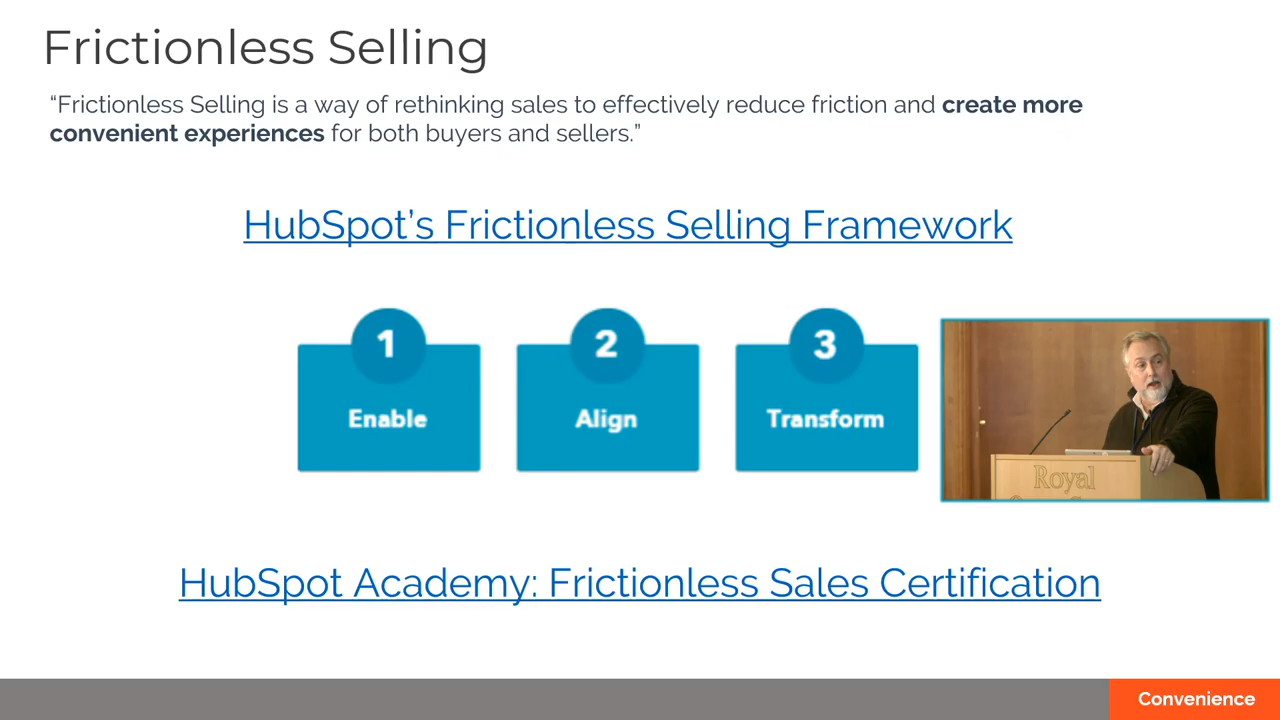 Frictionless Selling
“Frictionless Selling is a way of rethinking sales to effectively reduce friction and create more
convenient experiences for both buyers and sellers.”
HubSpot’s Frictionless Selling Framework
1
Enable
2
Align
3
Transform
Royal
HubSpot Academy: Frictionless Sales Certification
Convenience